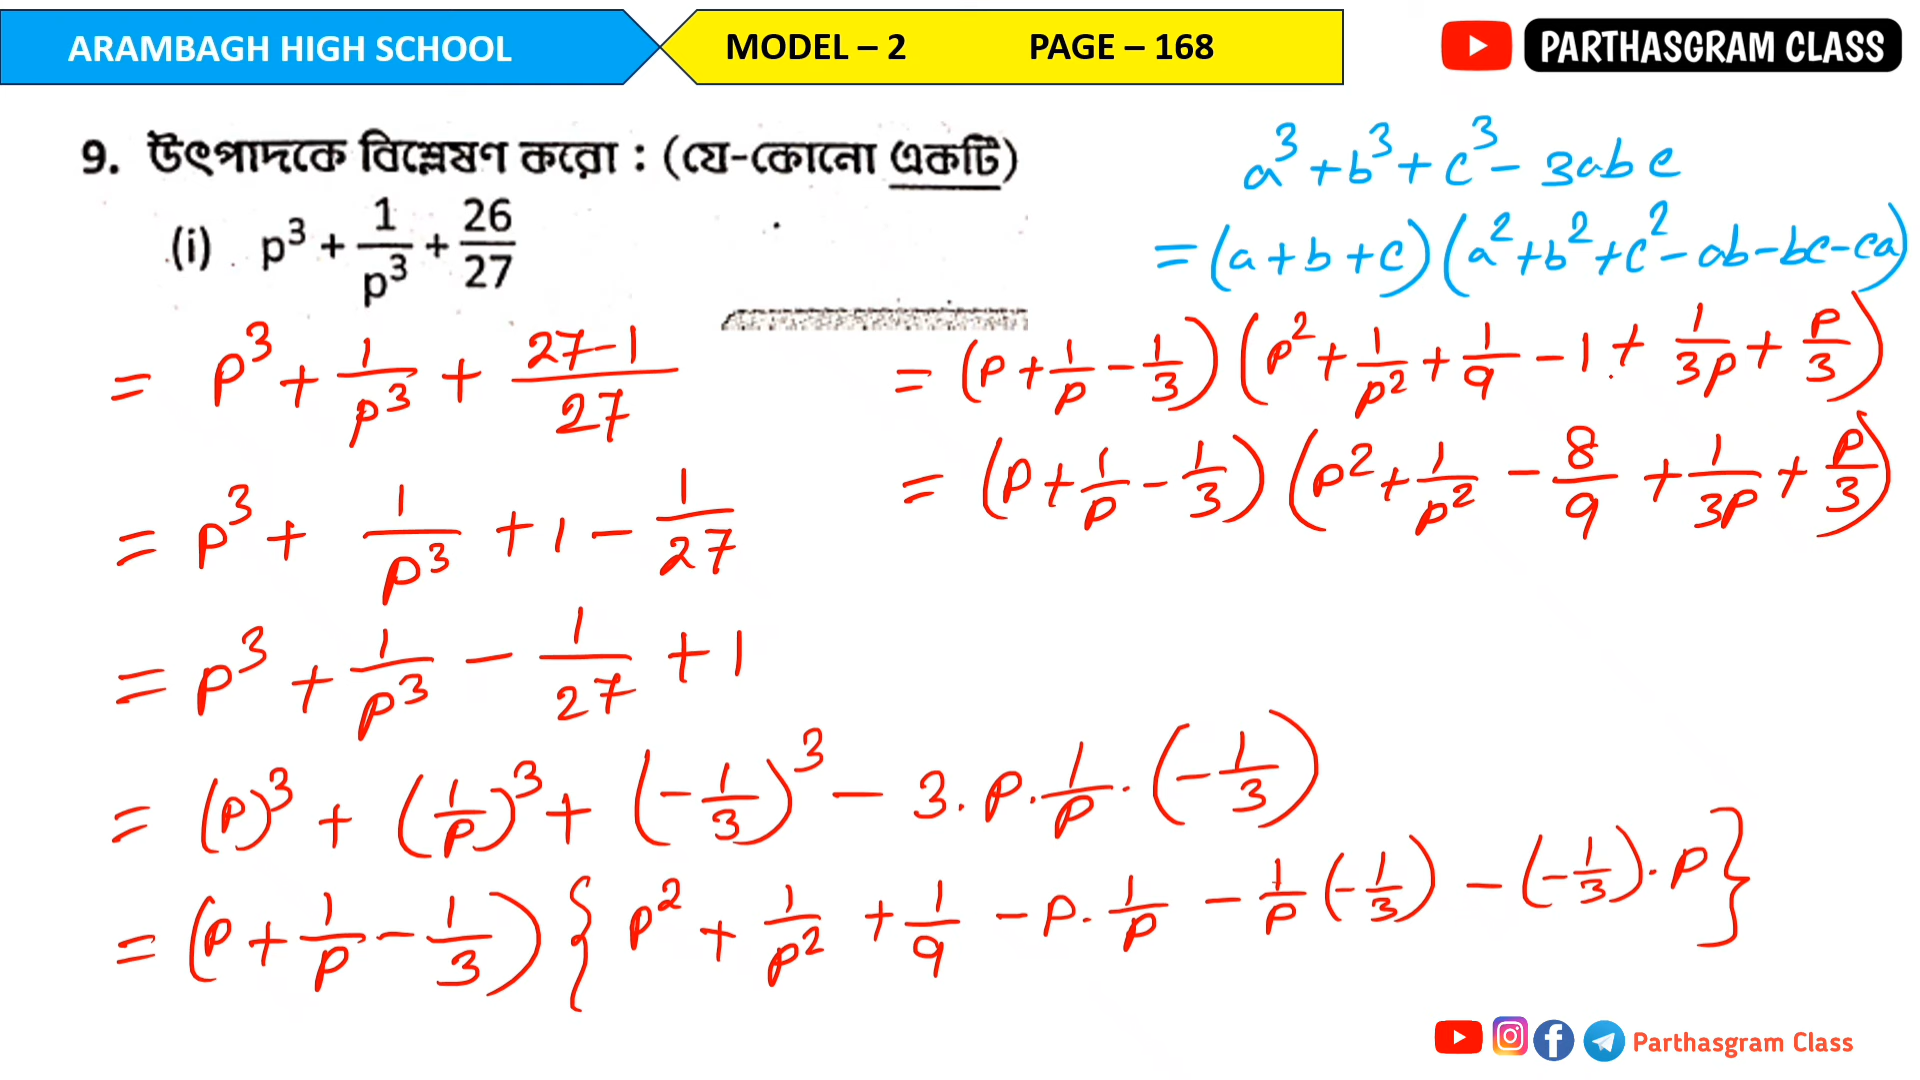 ARAMBAGH HIGH SCHOOL
MODEL – 2 PAGE – 168
PARTHASGRAM CLASS
9. উৎপাদকে বিশ্লেষণ করো : (যে-কোনো একটি)
(i) p³ + 1/p³ + 26/27
= p³ + 1/p³ + (27-1)/27
= p³ + 1/p³ + 1 - 1/27
= p³ + 1/p³ - 1/27 + 1
= (p)³ + (1/p)³ + (-1/3)³ - 3. p. 1/p. (-1/3)
= (p + 1/p - 1/3) { p² + 1/p² + 1/9 - p. 1/p - 1/p (-1/3) - (-1/3). p }
a³ + b³ + c³ - 3abc
= (a + b + c) (a² + b² + c² - ab - bc - ca)
= (p + 1/p - 1/3) (p² + 1/p² + 1/9 - 1 + 1/3p + p/3)
= (p + 1/p - 1/3) (p² + 1/p² - 8/9 + 1/3p + p/3)
Parthasgram Class